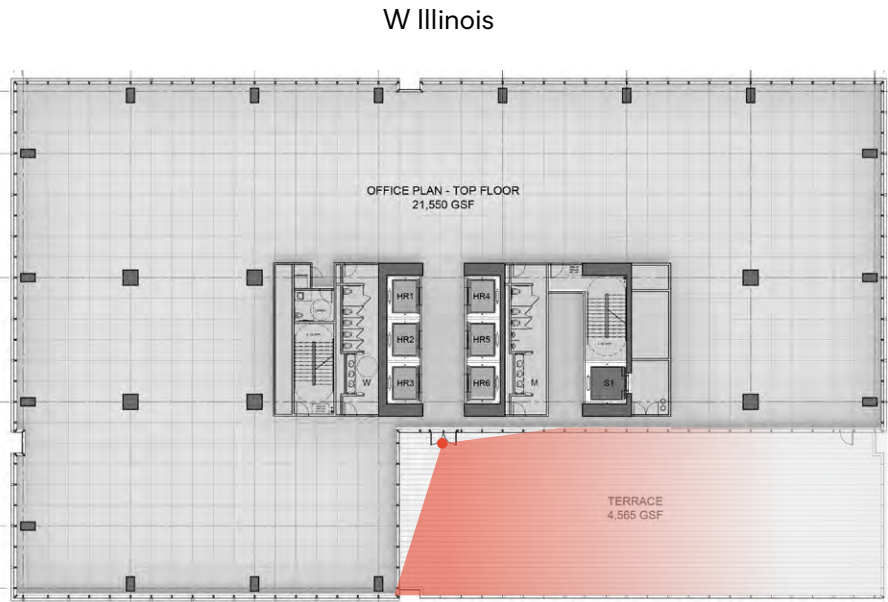 W Illinois
OFFICE PLAN - TOP FLOOR
21,550 GSF
HR1
HR4
HR2
HR5
HR3
W
HR6
M
S1
TERRACE
4,565 GSF